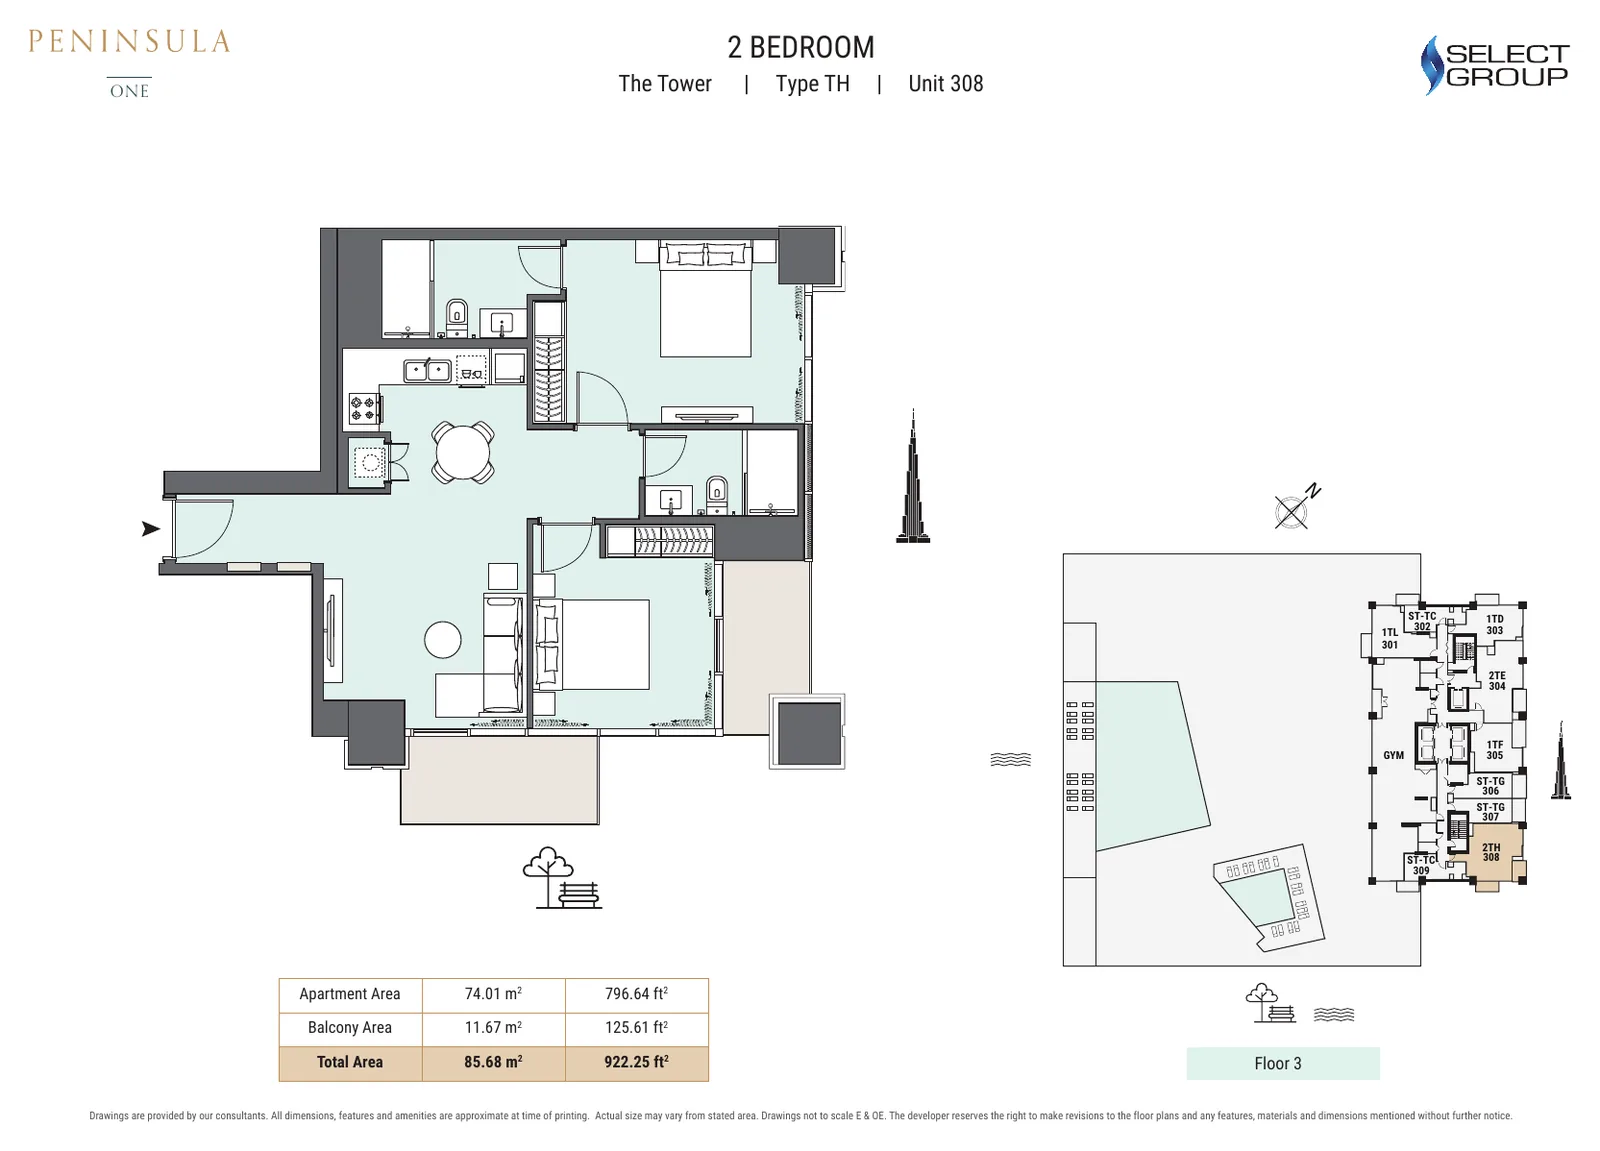 PENINSULA
ONE
2 BEDROOM
The Tower | Type TH | Unit 308
SELECT
GROUP
N
ST-TC
302
1TD
303
1TL
301
2TE
304
GYM
1TF
305
ST-TG
306
ST-TG
307
2TH
308
ST-TC
309
Apartment Area 74.01 m² 796.64 ft²
Balcony Area 11.67 m² 125.61 ft²
Total Area 85.68 m² 922.25 ft²
Floor 3
Drawings are provided by our consultants. All dimensions, features and amenities are approximate at time of printing. Actual size may vary from stated area. Drawings not to scale E & OE. The developer reserves the right to make revisions to the floor plans and any features, materials and dimensions mentioned without further notice.